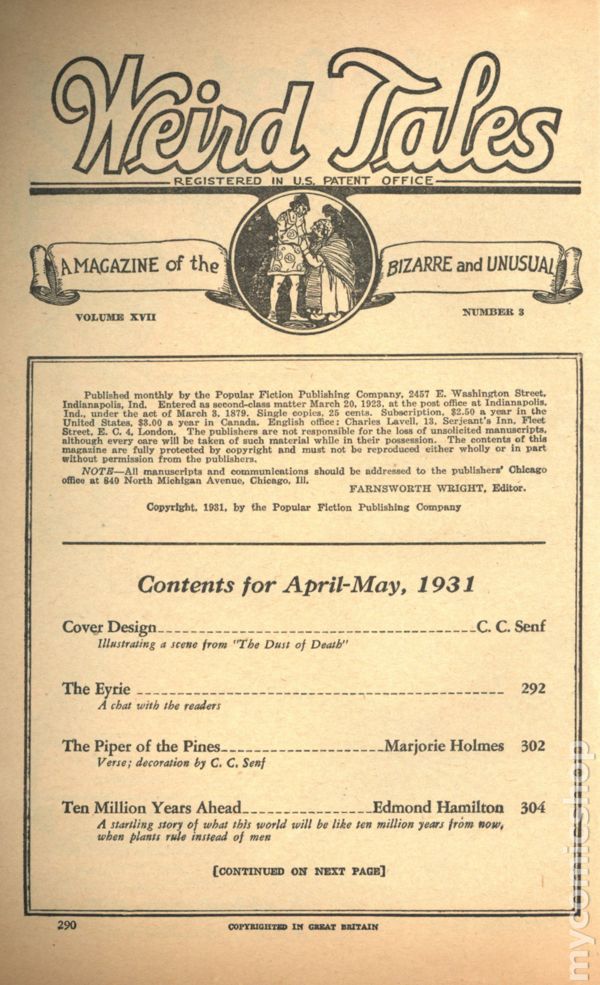 Weird Tales
REGISTERED IN U.S. PATENT OFFICE
A MAGAZINE of the BIZARRE and UNUSUAL
VOLUME XVII NUMBER 3
Published monthly by the Popular Fiction Publishing Company, 2457 E. Washington Street,
Indianapolis, Ind. Entered as second-class matter March 20, 1923, at the post office at Indianapolis,
Ind., under the act of March 3, 1879. Single copies, 25 cents. Subscription, $2.50 a year in the
United States, $3.00 a year in Canada. English office: Charles Lavell, 13, Serjeant's Inn, Fleet
Street, E. C. 4, London. The publishers are not responsible for the loss of unsolicited manuscripts,
although every care will be taken of such material while in their possession. The contents of this
magazine are fully protected by copyright and must not be reproduced either wholly or in part
without permission from the publishers.
NOTE—All manuscripts and communications should be addressed to the publishers' Chicago
office at 840 North Michigan Avenue, Chicago, Ill.
FARNSWORTH WRIGHT, Editor.
Copyright, 1931, by the Popular Fiction Publishing Company
Contents for April-May, 1931
Cover Design C. C. Senf
Illustrating a scene from "The Dust of Death"
The Eyrie 292
A chat with the readers
The Piper of the Pines Marjorie Holmes 302
Verse; decoration by C. C. Senf
Ten Million Years Ahead Edmond Hamilton 304
A startling story of what this world will be like ten million years from now,
when plants rule instead of men
[CONTINUED ON NEXT PAGE]
290 COPYRIGHTED IN GREAT BRITAIN
mycomicshop